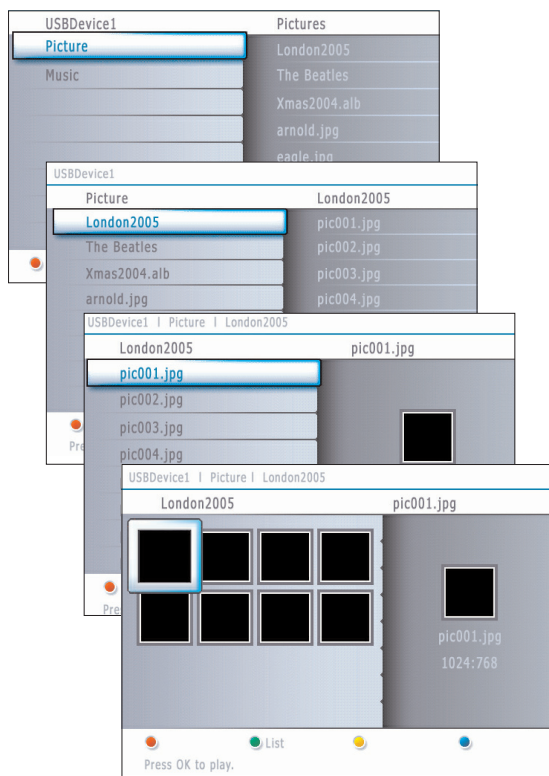 USBDevice1 Pictures
Picture London2005
Music The Beatles
Xmas2004.alb
arnold.jpg
eagle.jpg
USBDevice1
Picture London2005
London2005 pic001.jpg
The Beatles pic002.jpg
Xmas2004.alb pic003.jpg
arnold.jpg pic004.jpg
USBDevice1 | Picture | London2005
London2005 pic001.jpg
pic001.jpg
pic002.jpg
pic003.jpg
pic004.jpg
Pre
Pre
USBDevice1 | Picture | London2005
London2005 pic001.jpg
pic001.jpg
1024:768
List
Press OK to play.